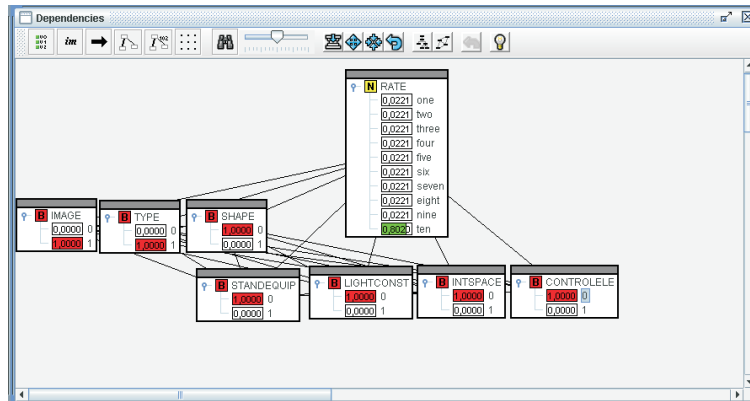 Dependencies
im
RATE
0,0221 one
0,0221 two
0,0221 three
0,0221 four
0,0221 five
0,0221 six
0,0221 seven
0,0221 eight
0,0221 nine
0,8020 ten
N
B IMAGE
0,0000 0
1,0000 1
B TYPE
0,0000 0
1,0000 1
B SHAPE
1,0000 0
0,0000 1
B STANDEQUIP
1,0000 0
0,0000 1
B LIGHTCONST
1,0000 0
0,0000 1
B INTSPACE
1,0000 0
0,0000 1
B CONTROLELE
1,0000 0
0,0000 1